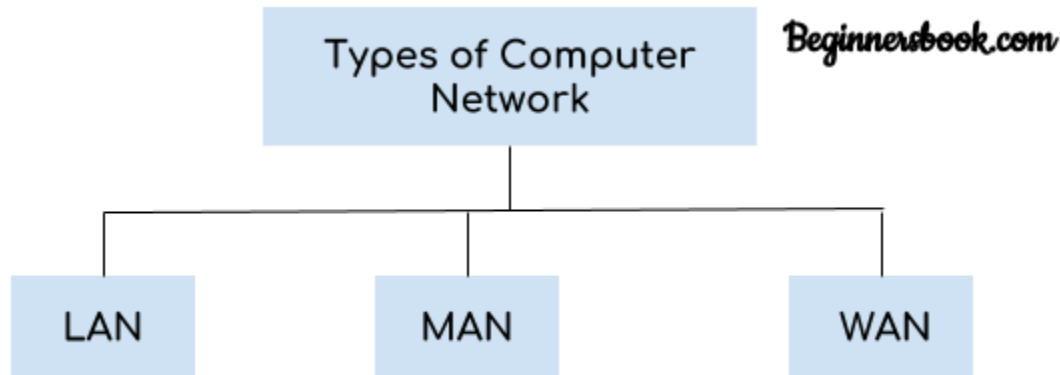 Types of Computer
Network
Beginnersbook.com
LAN
MAN
WAN